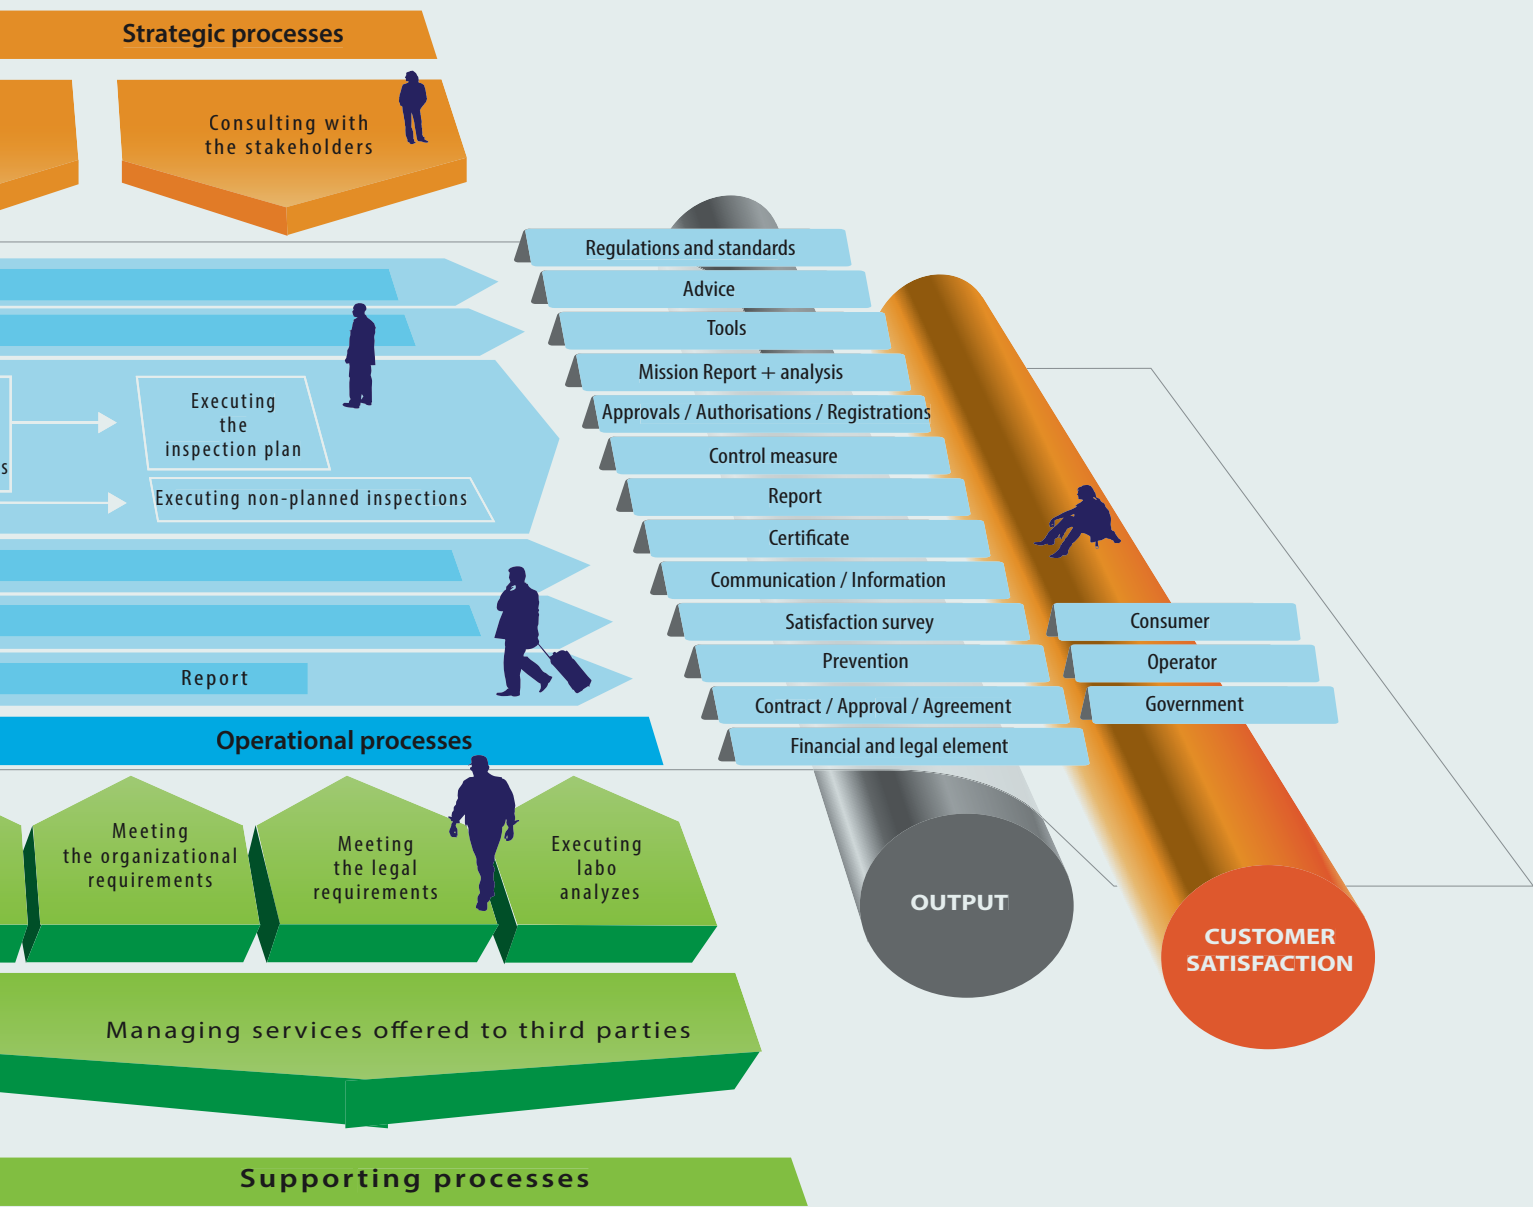 Strategic processes
Consulting with
the stakeholders
Regulations and standards
Advice
Tools
Mission Report + analysis
Approvals / Authorisations / Registrations
Control measure
Report
Certificate
Communication / Information
Satisfaction survey
Prevention
Contract / Approval / Agreement
Financial and legal element
Consumer
Operator
Government
s
Executing
the
inspection plan
Executing non-planned inspections
Report
Operational processes
Meeting
the organizational
requirements
Meeting
the legal
requirements
Executing
labo
analyzes
OUTPUT
CUSTOMER
SATISFACTION
Managing services offered to third parties
Supporting processes